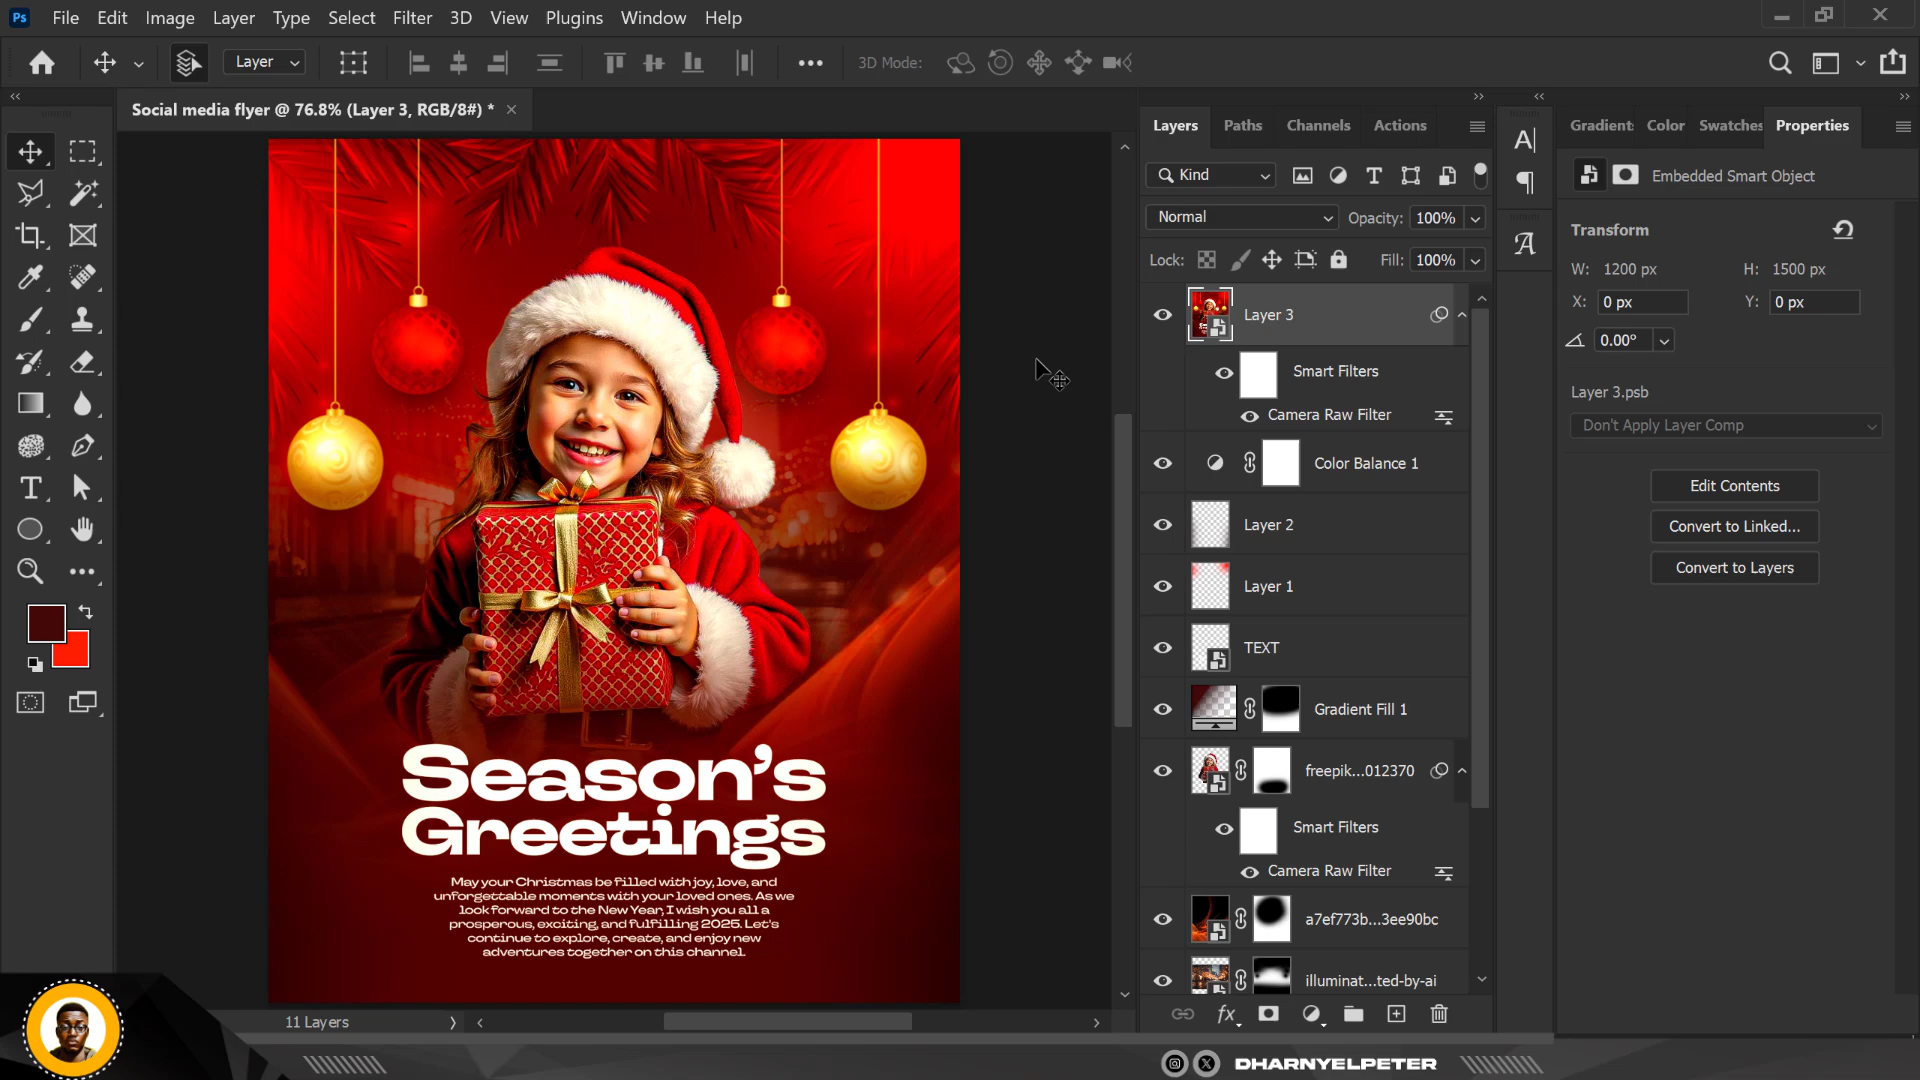 Ps File Edit Image Layer Type Select Filter 3D View Plugins Window Help
Layer
3D Mode:
Social media flyer @ 76.8% (Layer 3, RGB/8#) *
Season's
Greetings
May your Christmas be filled with joy, love, and
unforgettable moments with your loved ones. As we
look forward to the New Year, I wish you all a
prosperous, exciting, and fulfilling 2025. Let's
continue to explore, create, and enjoy new
adventures together on this channel.
11 Layers
Layers Paths Channels Actions
Kind
Normal Opacity: 100%
Lock: Fill: 100%
Layer 3
Smart Filters
Camera Raw Filter
Color Balance 1
Layer 2
Layer 1
TEXT
Gradient Fill 1
freepik...012370
Smart Filters
Camera Raw Filter
a7ef773b...3ee90bc
illuminat...ted-by-ai
Gradient Color Swatches Properties
Embedded Smart Object
Transform
W: 1200 px H: 1500 px
X: 0 px Y: 0 px
0.00°
Layer 3.psb
Don't Apply Layer Comp
Edit Contents
Convert to Linked...
Convert to Layers
DHARNYELPETER